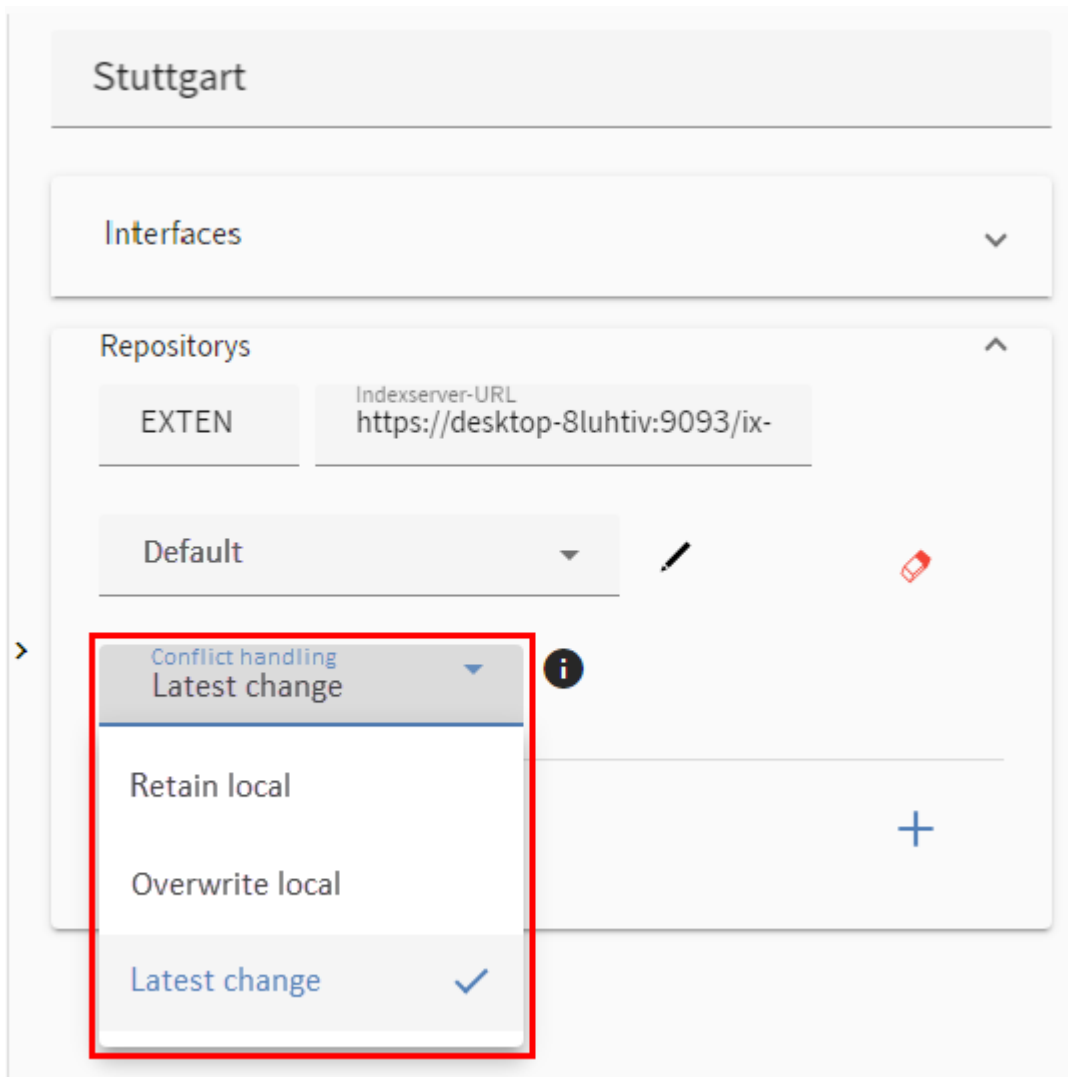 Stuttgart
Interfaces
Repositorys
EXTEN
Indexserver-URL
https://desktop-8luhtiv:9093/ix-
Default
Conflict handling
Latest change
i
Retain local
Overwrite local
Latest change